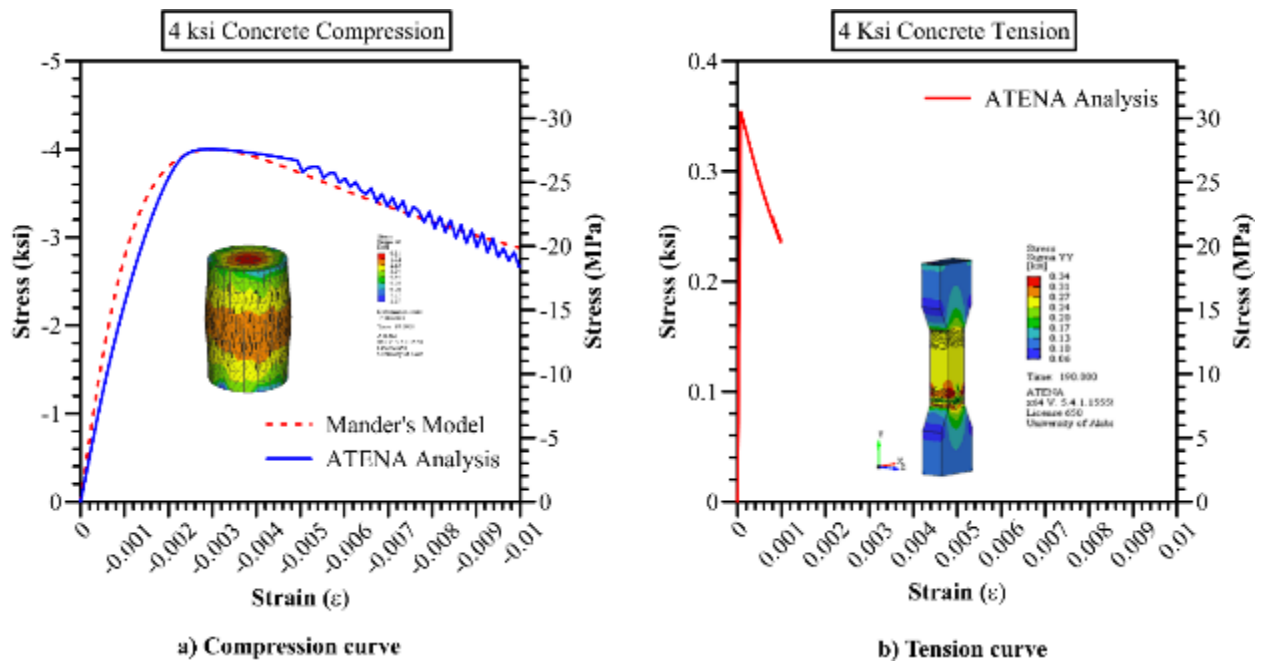 4 ksi Concrete Compression
-5
-4
-3
-2
-1
0
Stress (ksi)
-30
-25
-20
-15
-10
-5
0
Stress (MPa)
Mander's Model
ATENA Analysis
0
-0.001
-0.002
-0.003
-0.004
-0.005
-0.006
-0.007
-0.008
-0.009
-0.01
Strain (ε)
a) Compression curve
4 Ksi Concrete Tension
0.4
0.3
0.2
0.1
0
Stress (ksi)
ATENA Analysis
30
25
20
15
10
5
0
Stress (MPa)
Stress
Sigma YY
[ksi]
0.34
0.31
0.27
0.24
0.20
0.17
0.13
0.10
0.06
Time: 190.000
ATENA
x64 V. 5.4.1.1555
License 650
University of Alab
0
0.001
0.002
0.003
0.004
0.005
0.006
0.007
0.008
0.009
0.01
Strain (ε)
b) Tension curve